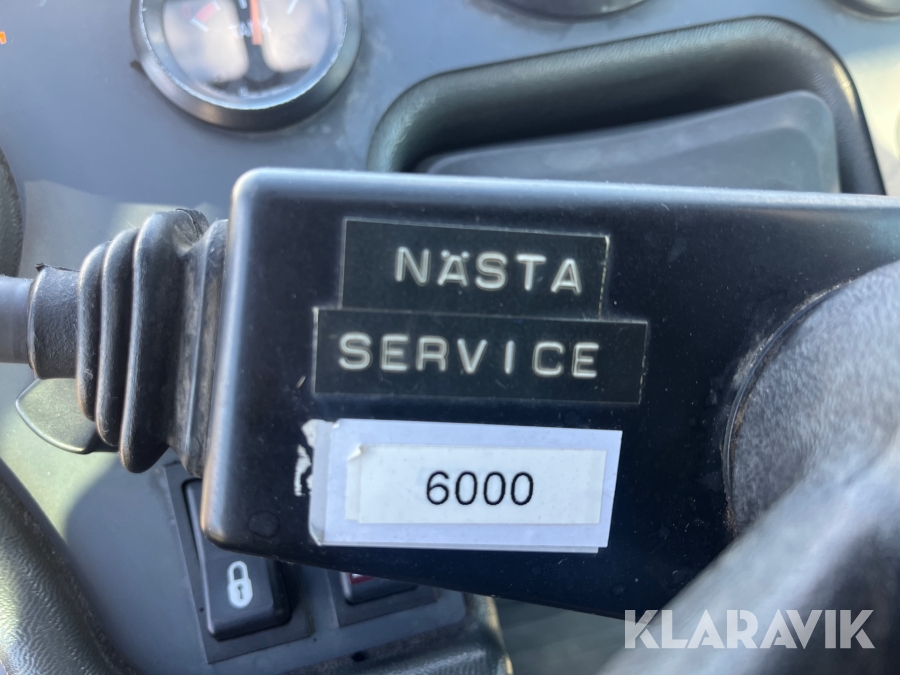 NÄSTA
SERVICE
6000
KLARAVIK